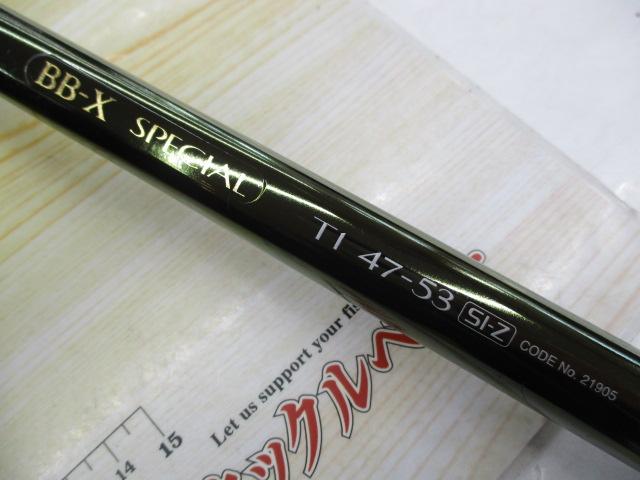 BB-X SPECIAL
TI 47-53 SI-Z CODE No. 21905
Let us support your fis
ックルベ
14 15